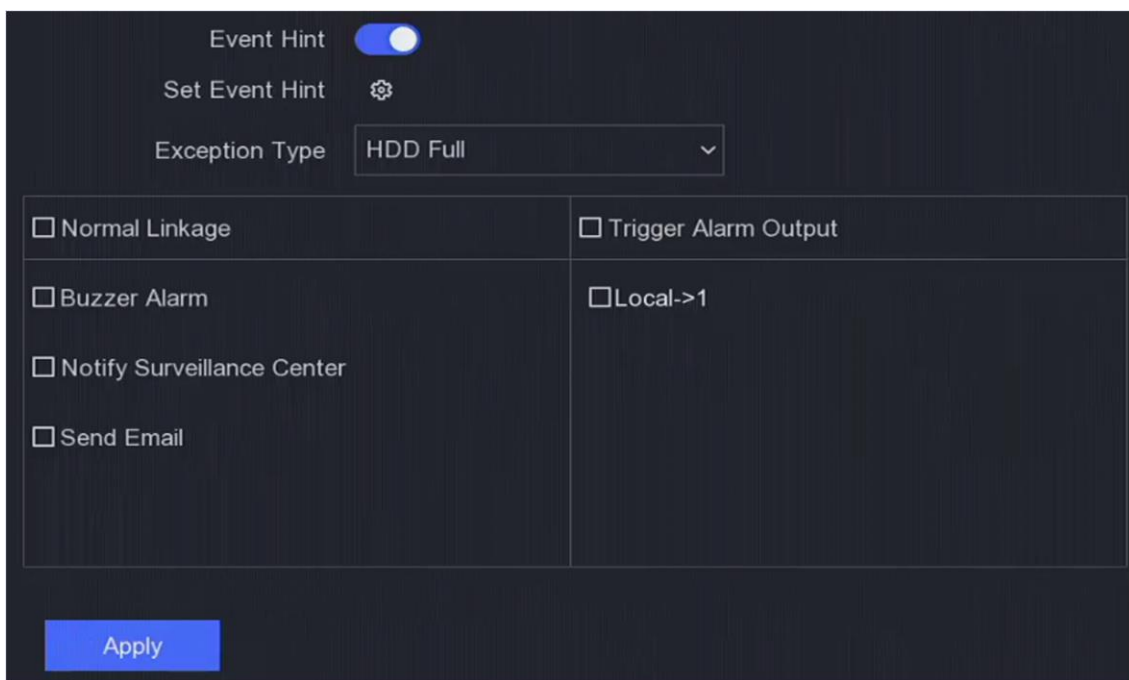 Event Hint
Set Event Hint
Exception Type HDD Full
Normal Linkage Trigger Alarm Output
Buzzer Alarm Local->1
Notify Surveillance Center
Send Email
Apply